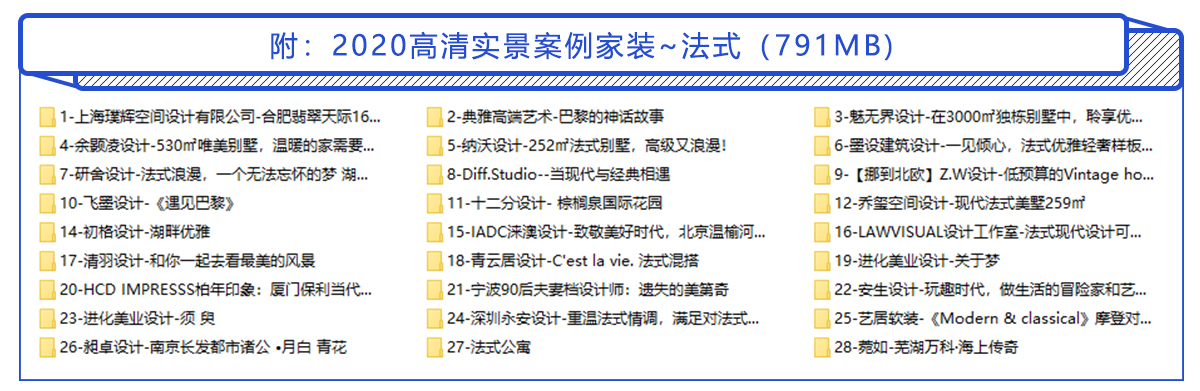 附：2020高清实景案例家装~法式（791MB）
1-上海璞辉空间设计有限公司-合肥翡翠天际16...
2-典雅高端艺术-巴黎的神话故事
3-魅无界设计-在3000㎡独栋别墅中，聆享优...
4-余颢凌设计-530㎡唯美别墅，温暖的家需要...
5-纳沃设计-252㎡法式别墅，高级又浪漫！
6-墨设建筑设计-一见倾心，法式优雅轻奢样板...
7-研舍设计-法式浪漫，一个无法忘怀的梦 湖...
8-Diff.Studio--当现代与经典相遇
9-【挪到北欧】Z.W设计-低预算的Vintage ho...
10-飞墨设计-《遇见巴黎》
11-十二分设计- 棕榈泉国际花园
12-乔玺空间设计-现代法式美墅259㎡
14-初格设计-湖畔优雅
15-IADC涞澳设计-致敬美好时代，北京温榆河...
16-LAWVISUAL设计工作室-法式现代设计可...
17-清羽设计-和你一起去看最美的风景
18-青云居设计-C'est la vie. 法式混搭
19-进化美业设计-关于梦
20-HCD IMPRESSS柏年印象：厦门保利当代...
21-宁波90后夫妻档设计师：遗失的美第奇
22-安生设计-玩趣时代，做生活的冒险家和艺...
23-进化美业设计-须 臾
24-深圳永安设计-重温法式情调，满足对法式...
25-艺居软装-《Modern & classical》摩登对...
26-昶卓设计-南京长发都市诸公 •月白 青花
27-法式公寓
28-菀如-芜湖万科·海上传奇